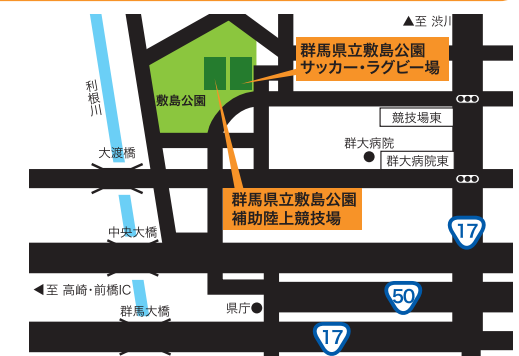 ▲至 渋川
群馬県立敷島公園
サッカー・ラグビー場
利根川
敷島公園
競技場東
群大病院
群大病院東
大渡橋
群馬県立敷島公園
補助陸上競技場
17
中央大橋
◀至 高崎・前橋IC
50
群馬大橋
県庁
17